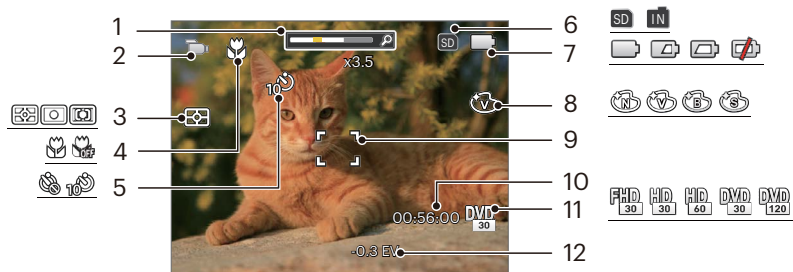 1
2
3
4
OFF
5
10
x3.5
10
SD
00:56:00
DVD
30
-0.3 EV
6
SD IN
7
8
V
N V B S
9
10
11
FHD 30 HD 30 HD 60 DVD 30 DVD 120
12